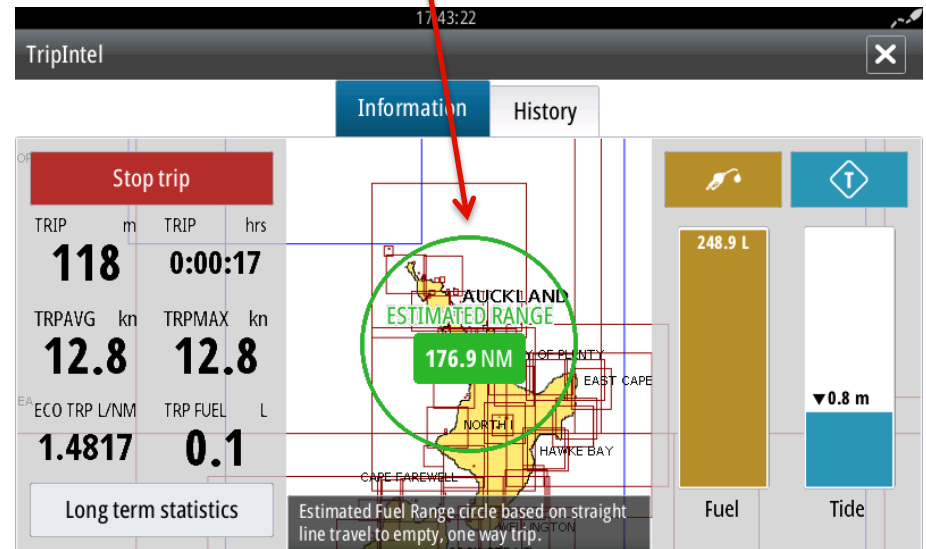 17:43:22
TripIntel
Information
History
Stop trip
TRIP m
TRIP hrs
118
0:00:17
TRPAVG kn
TRPMAX kn
12.8
12.8
ECO TRP L/NM
TRP FUEL L
1.4817
0.1
Long term statistics
AUCKLAND
ESTIMATED RANGE
176.9 NM
OF PLENTY
EAST CAPE
NORTH I
HAWKE BAY
CAPE FAREWELL
WELLINGTON
Estimated Fuel Range circle based on straight
line travel to empty, one way trip.
T
248.9 L
▼0.8 m
Fuel
Tide